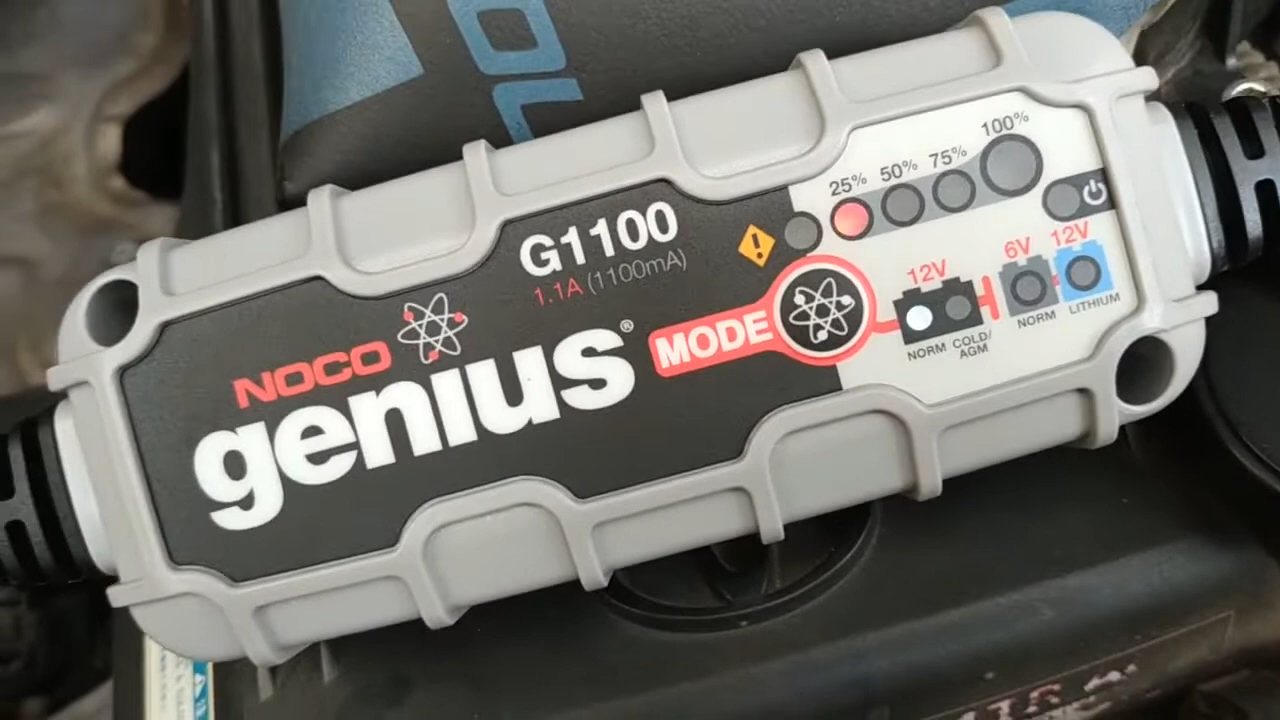 G1100
1.1A (1100mA)
NOCO
genius®
MODE
!
25% 50% 75% 100%
12V
NORM COLD/
AGM
6V
NORM
12V
LITHIUM